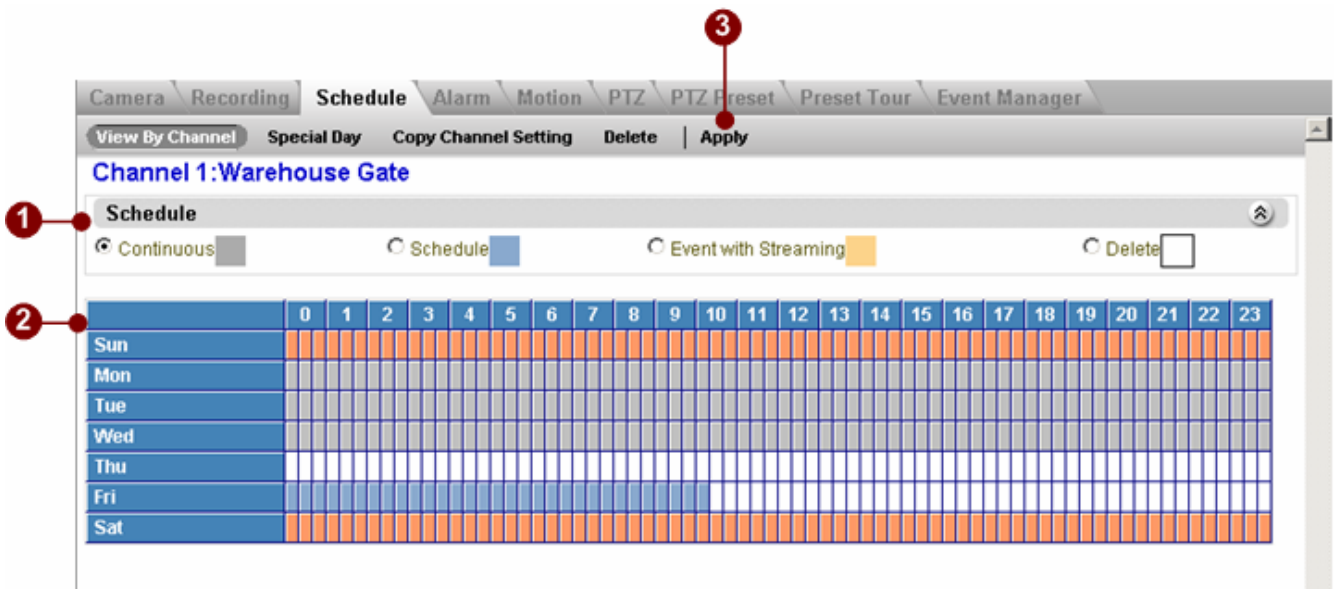 3
Camera Recording Schedule Alarm Motion PTZ PTZ Preset Preset Tour Event Manager
View By Channel Special Day Copy Channel Setting Delete | Apply
Channel 1:Warehouse Gate
1
Schedule
Continuous Schedule Event with Streaming Delete
2
0 1 2 3 4 5 6 7 8 9 10 11 12 13 14 15 16 17 18 19 20 21 22 23
Sun
Mon
Tue
Wed
Thu
Fri
Sat